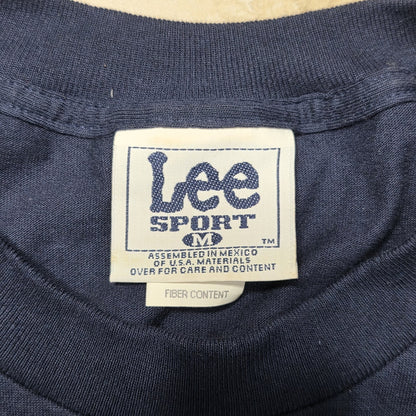 Lee
SPORT
M ™
ASSEMBLED IN MEXICO
OF U.S.A. MATERIALS
OVER FOR CARE AND CONTENT
FIBER CONTENT